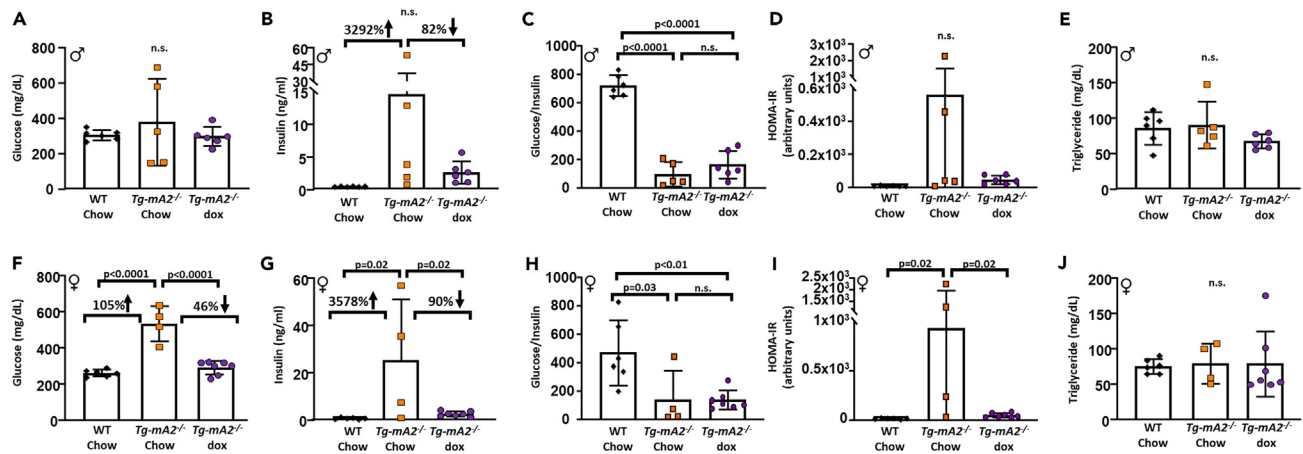 A
Glucose (mg/dL)
800
600
400
200
0
♂
n.s.
WT
Chow
Tg-mA2-/-
Chow
Tg-mA2-/-
dox
B
Insulin (ng/ml)
60
45
30
15
10
5
0
♂
n.s.
3292%
82%
WT
Chow
Tg-mA2-/-
Chow
Tg-mA2-/-
dox
C
Glucose/Insulin
1000
800
600
400
200
0
♂
p<0.0001
p<0.0001
n.s.
WT
Chow
Tg-mA2-/-
Chow
Tg-mA2-/-
dox
D
HOMA-IR
(arbitrary units)
3x10³
2x10³
1x10³
0.6x10³
0.4x10³
0.2x10³
0
♂
n.s.
WT
Chow
Tg-mA2-/-
Chow
Tg-mA2-/-
dox
E
Triglyceride (mg/dL)
200
150
100
50
0
♂
n.s.
WT
Chow
Tg-mA2-/-
Chow
Tg-mA2-/-
dox
F
Glucose (mg/dL)
800
600
400
200
0
♀
p<0.0001
p<0.0001
105%
46%
WT
Chow
Tg-mA2-/-
Chow
Tg-mA2-/-
dox
G
Insulin (ng/ml)
60
40
20
0
♀
p=0.02
p=0.02
3578%
90%
WT
Chow
Tg-mA2-/-
Chow
Tg-mA2-/-
dox
H
Glucose/Insulin
1000
800
600
400
200
0
♀
p<0.01
p=0.03
n.s.
WT
Chow
Tg-mA2-/-
Chow
Tg-mA2-/-
dox
I
HOMA-IR
(arbitrary units)
2.5x10³
2x10³
1.5x10³
1x10³
0.5x10³
0
♀
p=0.02
p=0.02
WT
Chow
Tg-mA2-/-
Chow
Tg-mA2-/-
dox
J
Triglyceride (mg/dL)
200
150
100
50
0
♀
n.s.
WT
Chow
Tg-mA2-/-
Chow
Tg-mA2-/-
dox